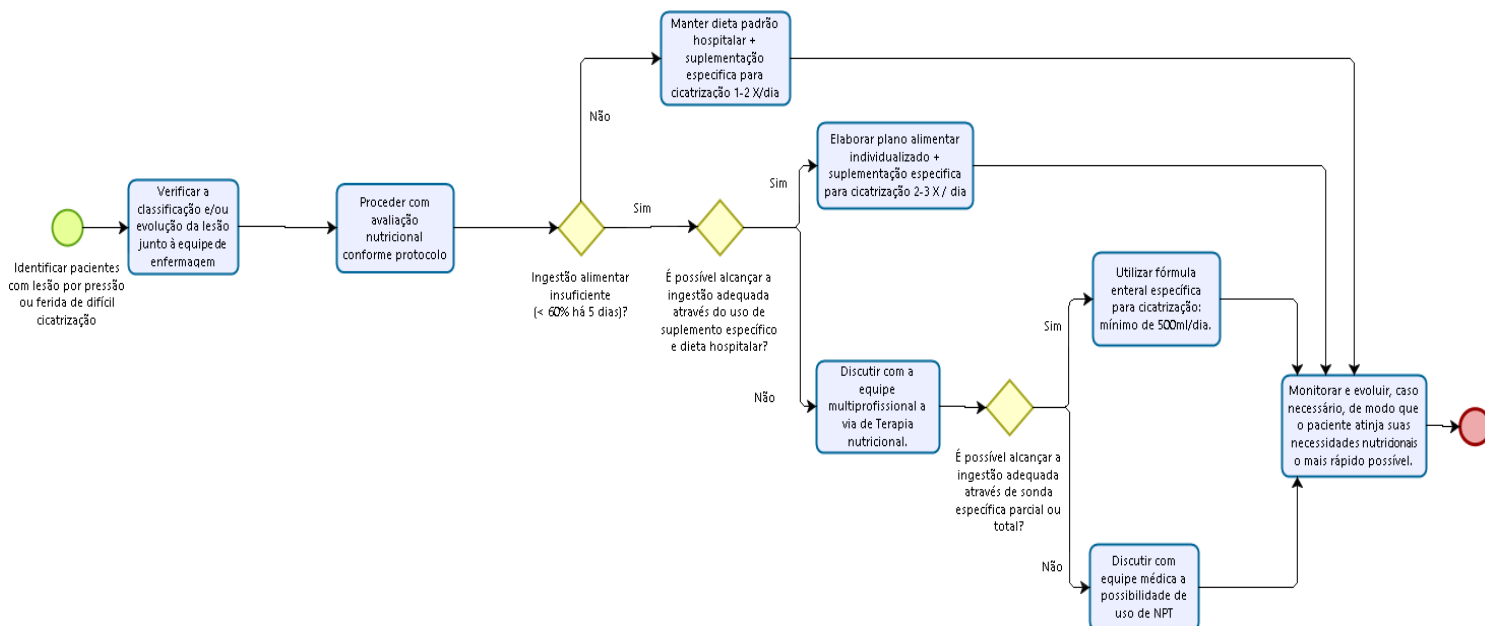 Identificar pacientes
com lesão por pressão
ou ferida de difícil
cicatrização
Verificar a
classificação e/ou
evolução da lesão
junto à equipe de
enfermagem
Proceder com
avaliação
nutricional
conforme protocolo
Ingestão alimentar
insuficiente
(< 60% há 5 dias)?
Não
Manter dieta padrão
hospitalar +
suplementação
especifica para
cicatrização 1-2 X/dia
Sim
É possível alcançar a
ingestão adequada
através do uso de
suplemento específico
e dieta hospitalar?
Sim
Elaborar plano alimentar
individualizado +
suplementação especifica
para cicatrização 2-3 X / dia
Não
Discutir com a
equipe
multiprofissional a
via de Terapia
nutricional.
É possível alcançar a
ingestão adequada
através de sonda
específica parcial ou
total?
Sim
Utilizar fórmula
enteral específica
para cicatrização:
mínimo de 500ml/dia.
Não
Discutir com
equipe médica a
possibilidade de
uso de NPT
Monitorar e evoluir, caso
necessário, de modo que
o paciente atinja suas
necessidades nutricionais
o mais rápido possível.